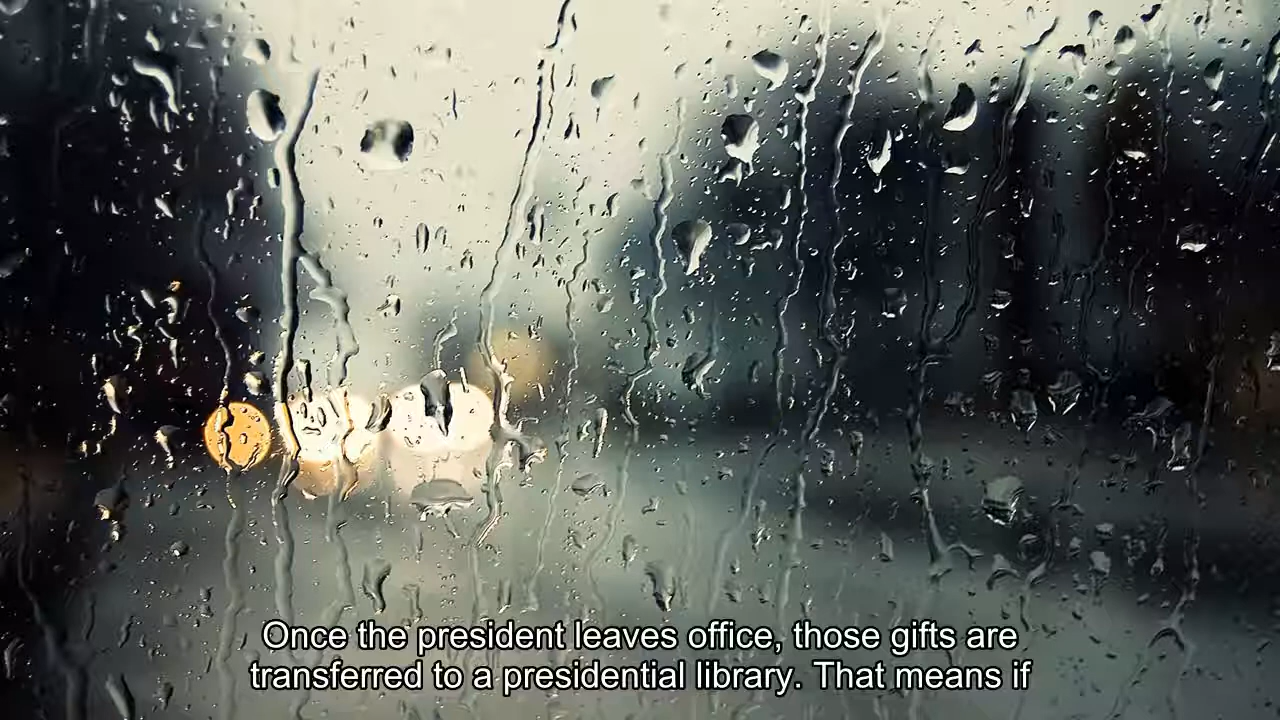 Once the president leaves office, those gifts are
transferred to a presidential library. That means if